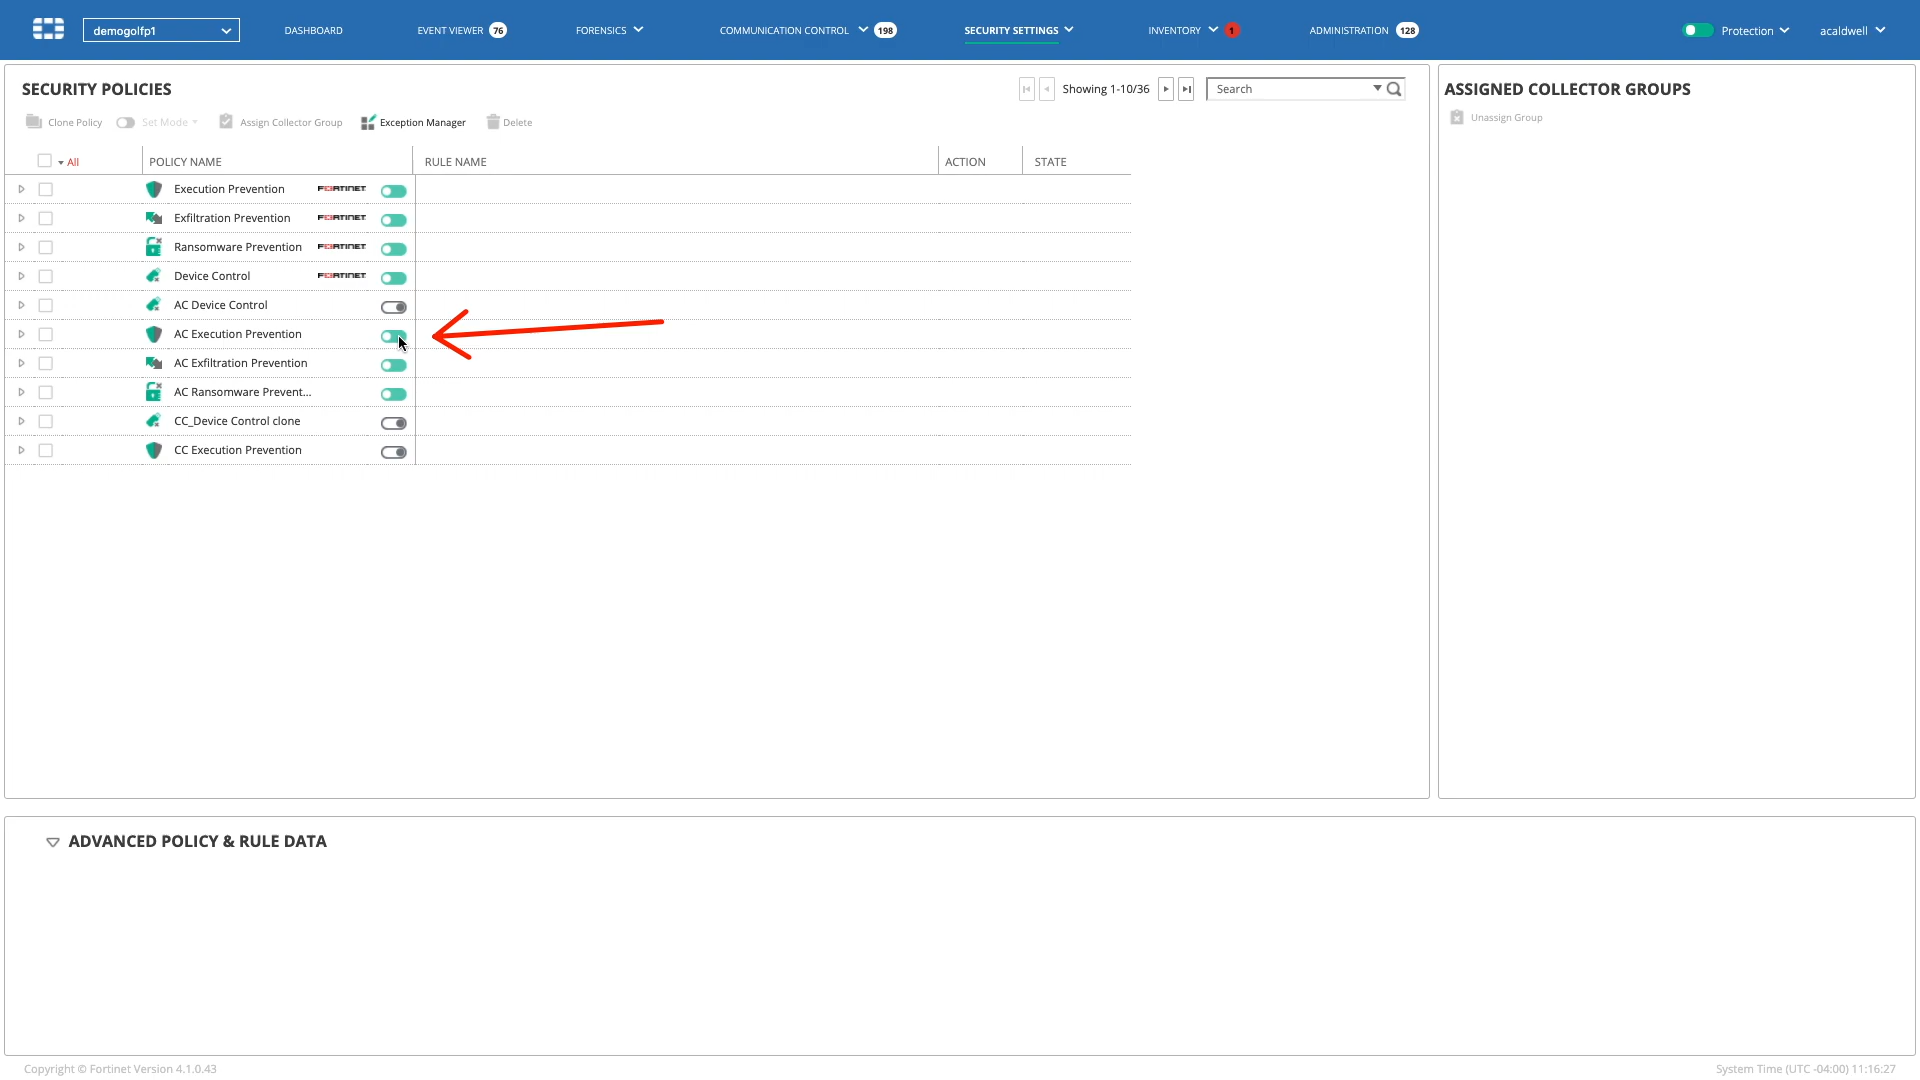 demogolfp1
DASHBOARD
EVENT VIEWER 76
FORENSICS
COMMUNICATION CONTROL 198
SECURITY SETTINGS
INVENTORY 1
ADMINISTRATION 128
Protection
acaldwell
SECURITY POLICIES
Showing 1-10/36
Search
Clone Policy
Set Mode
Assign Collector Group
Exception Manager
Delete
All
POLICY NAME
RULE NAME
ACTION
STATE
Execution Prevention FORTINET
Exfiltration Prevention FORTINET
Ransomware Prevention FORTINET
Device Control FORTINET
AC Device Control
AC Execution Prevention
AC Exfiltration Prevention
AC Ransomware Prevent...
CC_Device Control clone
CC Execution Prevention
ASSIGNED COLLECTOR GROUPS
Unassign Group
ADVANCED POLICY & RULE DATA
Copyright © Fortinet Version 4.1.0.43
System Time (UTC -04:00) 11:16:27